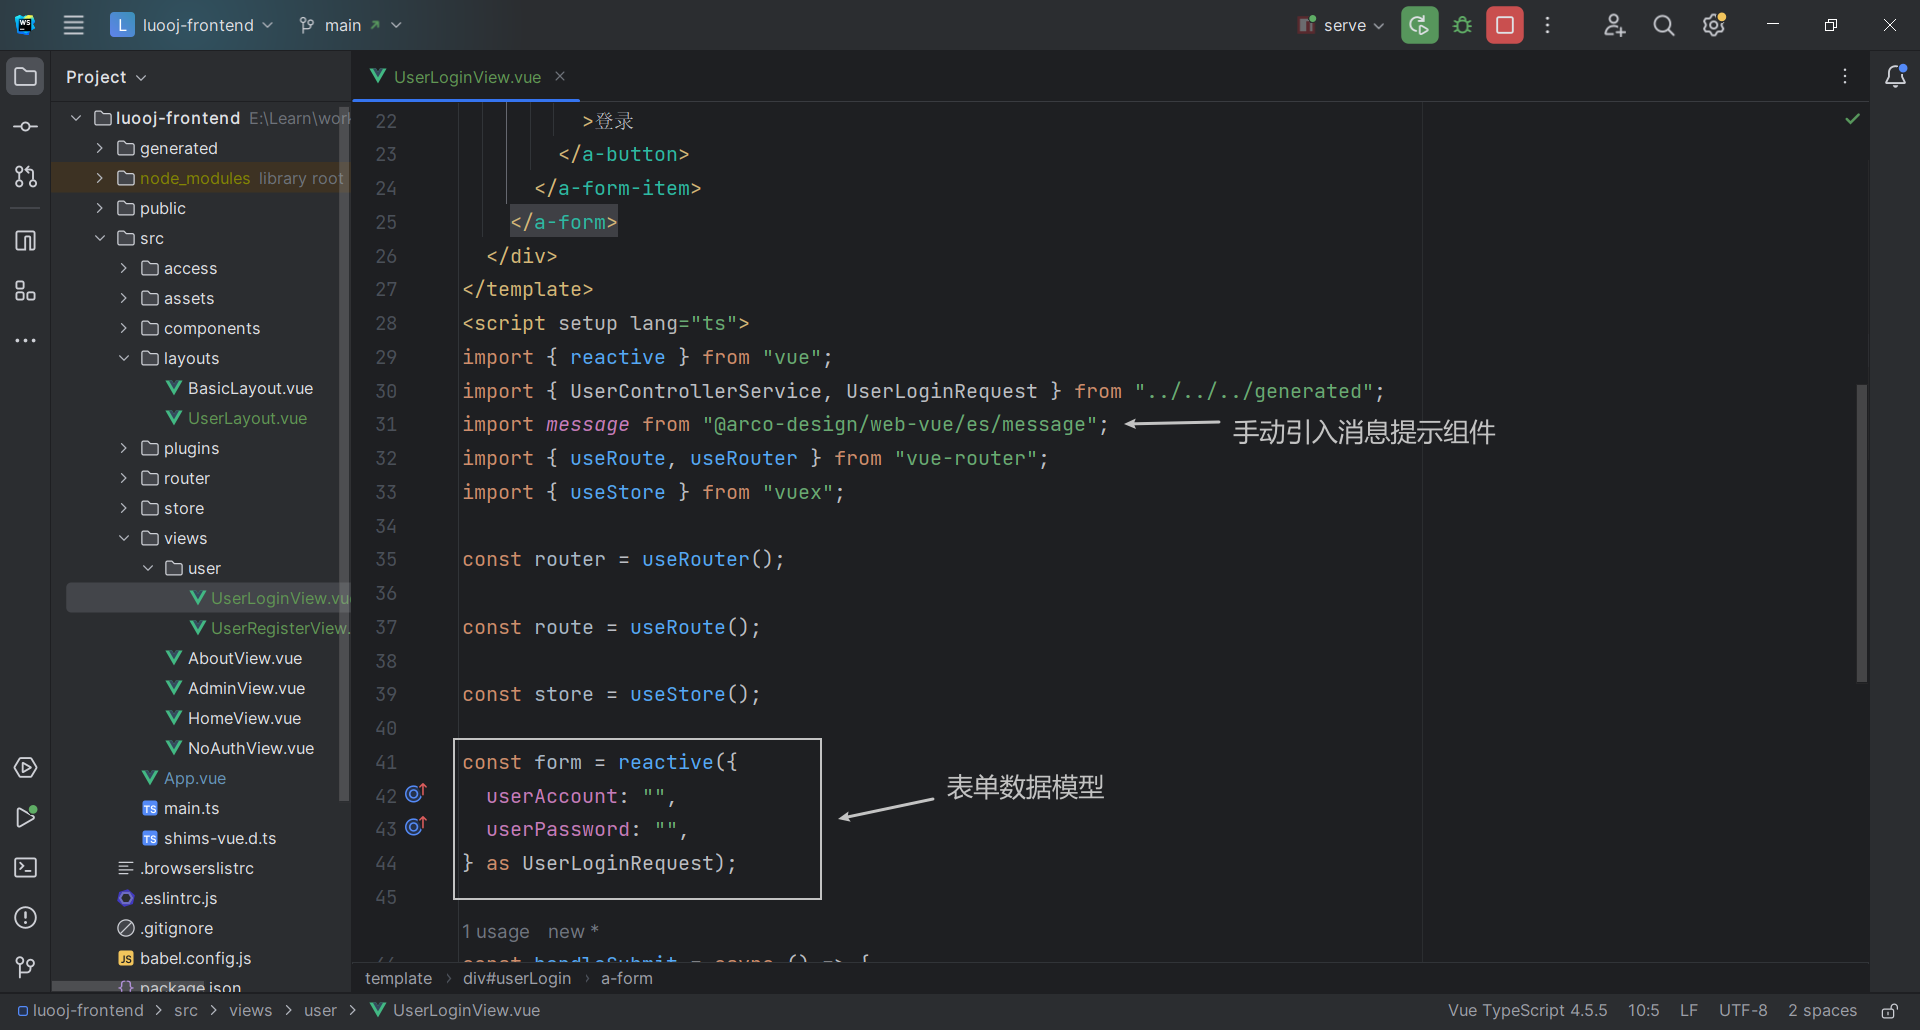 WS
L luooj-frontend
main
serve
Project
UserLoginView.vue
luooj-frontend E:\Learn\work
generated
node_modules library root
public
src
access
assets
components
layouts
BasicLayout.vue
UserLayout.vue
plugins
router
store
views
user
UserLoginView.vue
UserRegisterView.
AboutView.vue
AdminView.vue
HomeView.vue
NoAuthView.vue
App.vue
TS main.ts
TS shims-vue.d.ts
.browserslistrc
.eslintrc.js
.gitignore
JS babel.config.js
{} package.json
22 >登录
23 </a-button>
24 </a-form-item>
25 </a-form>
26 </div>
27 </template>
28 <script setup lang="ts">
29 import { reactive } from "vue";
30 import { UserControllerService, UserLoginRequest } from "../../../generated";
31 import message from "@arco-design/web-vue/es/message";
手动引入消息提示组件
32 import { useRoute, useRouter } from "vue-router";
33 import { useStore } from "vuex";
34
35 const router = useRouter();
36
37 const route = useRoute();
38
39 const store = useStore();
40
41 const form = reactive({
表单数据模型
42 userAccount: "",
43 userPassword: "",
44 } as UserLoginRequest);
45
1 usage new *
const handleSubmit = async () => {
template > div#userLogin > a-form
luooj-frontend > src > views > user > UserLoginView.vue
Vue TypeScript 4.5.5 10:5 LF UTF-8 2 spaces